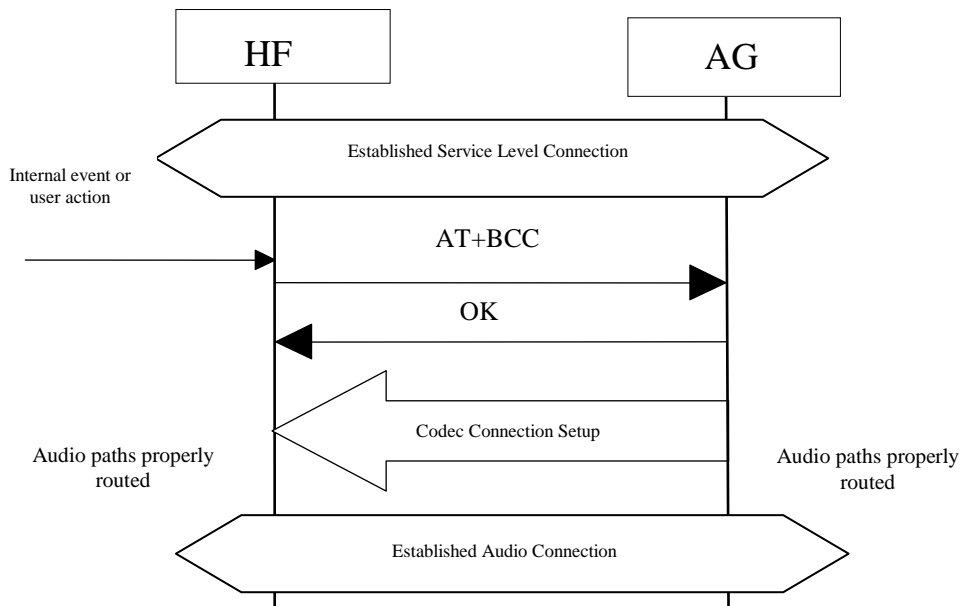 HF
AG
Established Service Level Connection
Internal event or
user action
AT+BCC
OK
Codec Connection Setup
Audio paths properly
routed
Audio paths properly
routed
Established Audio Connection